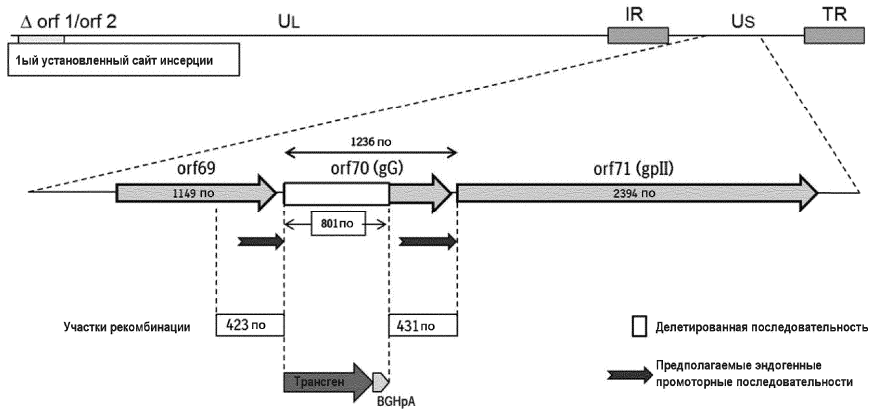 Δ orf 1/orf 2
UL
IR
US
TR
1ый установленный сайт инсерции
1236 по
orf69
orf70 (gG)
orf71 (gpII)
1149 по
2394 по
801 по
Участки рекомбинации
423 по
431 по
Делетированная последовательность
Трансген
BGHpA
Предполагаемые эндогенные
промоторные последовательности